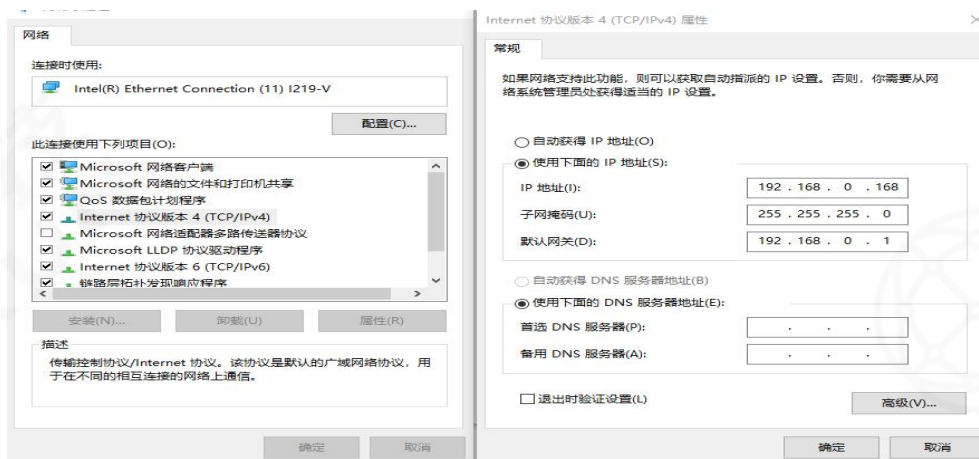 网络
连接时使用:
Intel(R) Ethernet Connection (11) I219-V
配置(C)...
此连接使用下列项目(O):
Microsoft 网络客户端
Microsoft 网络的文件和打印机共享
QoS 数据包计划程序
Internet 协议版本 4 (TCP/IPv4)
Microsoft 网络适配器多路传送器协议
Microsoft LLDP 协议驱动程序
Internet 协议版本 6 (TCP/IPv6)
链路层拓扑发现响应程序
安装(N)...
卸载(U)
属性(R)
描述
传输控制协议/Internet 协议。该协议是默认的广域网络协议，用
于在不同的相互连接的网络上通信。
确定
取消
Internet 协议版本 4 (TCP/IPv4) 属性
常规
如果网络支持此功能，则可以获取自动指派的 IP 设置。否则，你需要从网
络系统管理员处获得适当的 IP 设置。
自动获得 IP 地址(O)
使用下面的 IP 地址(S):
IP 地址(I):
192 . 168 . 0 . 168
子网掩码(U):
255 . 255 . 255 . 0
默认网关(D):
192 . 168 . 0 . 1
自动获得 DNS 服务器地址(B)
使用下面的 DNS 服务器地址(E):
首选 DNS 服务器(P):
. . .
备用 DNS 服务器(A):
. . .
退出时验证设置(L)
高级(V)...
确定
取消